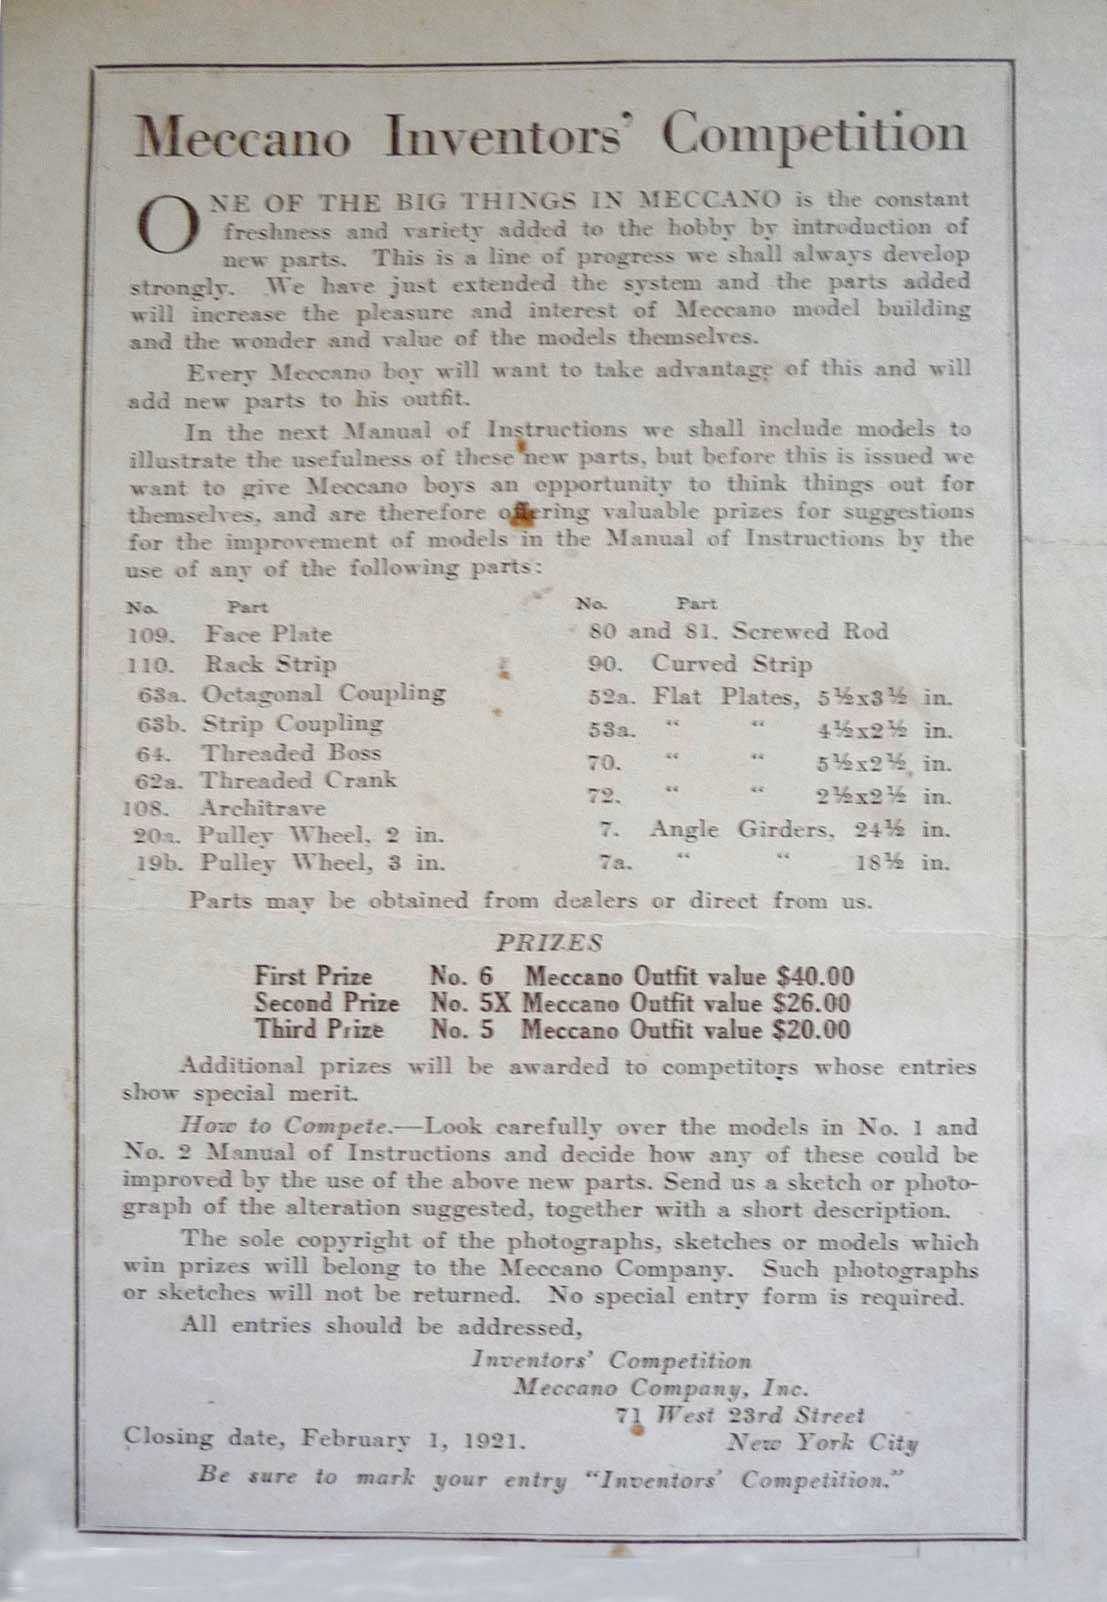 Meccano Inventors' Competition
ONE OF THE BIG THINGS IN MECCANO is the constant
freshness and variety added to the hobby by introduction of
new parts. This is a line of progress we shall always develop
strongly. We have just extended the system and the parts added
will increase the pleasure and interest of Meccano model building
and the wonder and value of the models themselves.
Every Meccano boy will want to take advantage of this and will
add new parts to his outfit.
In the next Manual of Instructions we shall include models to
illustrate the usefulness of these new parts, but before this is issued we
want to give Meccano boys an opportunity to think things out for
themselves, and are therefore offering valuable prizes for suggestions
for the improvement of models in the Manual of Instructions by the
use of any of the following parts:
No. Part
109. Face Plate
110. Rack Strip
63a. Octagonal Coupling
63b. Strip Coupling
64. Threaded Boss
62a. Threaded Crank
108. Architrave
20a. Pulley Wheel, 2 in.
19b. Pulley Wheel, 3 in.
No. Part
80 and 81. Screwed Rod
90. Curved Strip
52a. Flat Plates, 5½x3½ in.
53a. " " 4½x2½ in.
70. " " 5½x2½ in.
72. " " 2½x2½ in.
7. Angle Girders, 24½ in.
7a. " " 18½ in.
Parts may be obtained from dealers or direct from us.
PRIZES
First Prize No. 6 Meccano Outfit value $40.00
Second Prize No. 5X Meccano Outfit value $26.00
Third Prize No. 5 Meccano Outfit value $20.00
Additional prizes will be awarded to competitors whose entries
show special merit.
How to Compete.—Look carefully over the models in No. 1 and
No. 2 Manual of Instructions and decide how any of these could be
improved by the use of the above new parts. Send us a sketch or photo-
graph of the alteration suggested, together with a short description.
The sole copyright of the photographs, sketches or models which
win prizes will belong to the Meccano Company. Such photographs
or sketches will not be returned. No special entry form is required.
All entries should be addressed,
Inventors' Competition
Meccano Company, Inc.
71 West 23rd Street
Closing date, February 1, 1921. New York City
Be sure to mark your entry "Inventors' Competition."